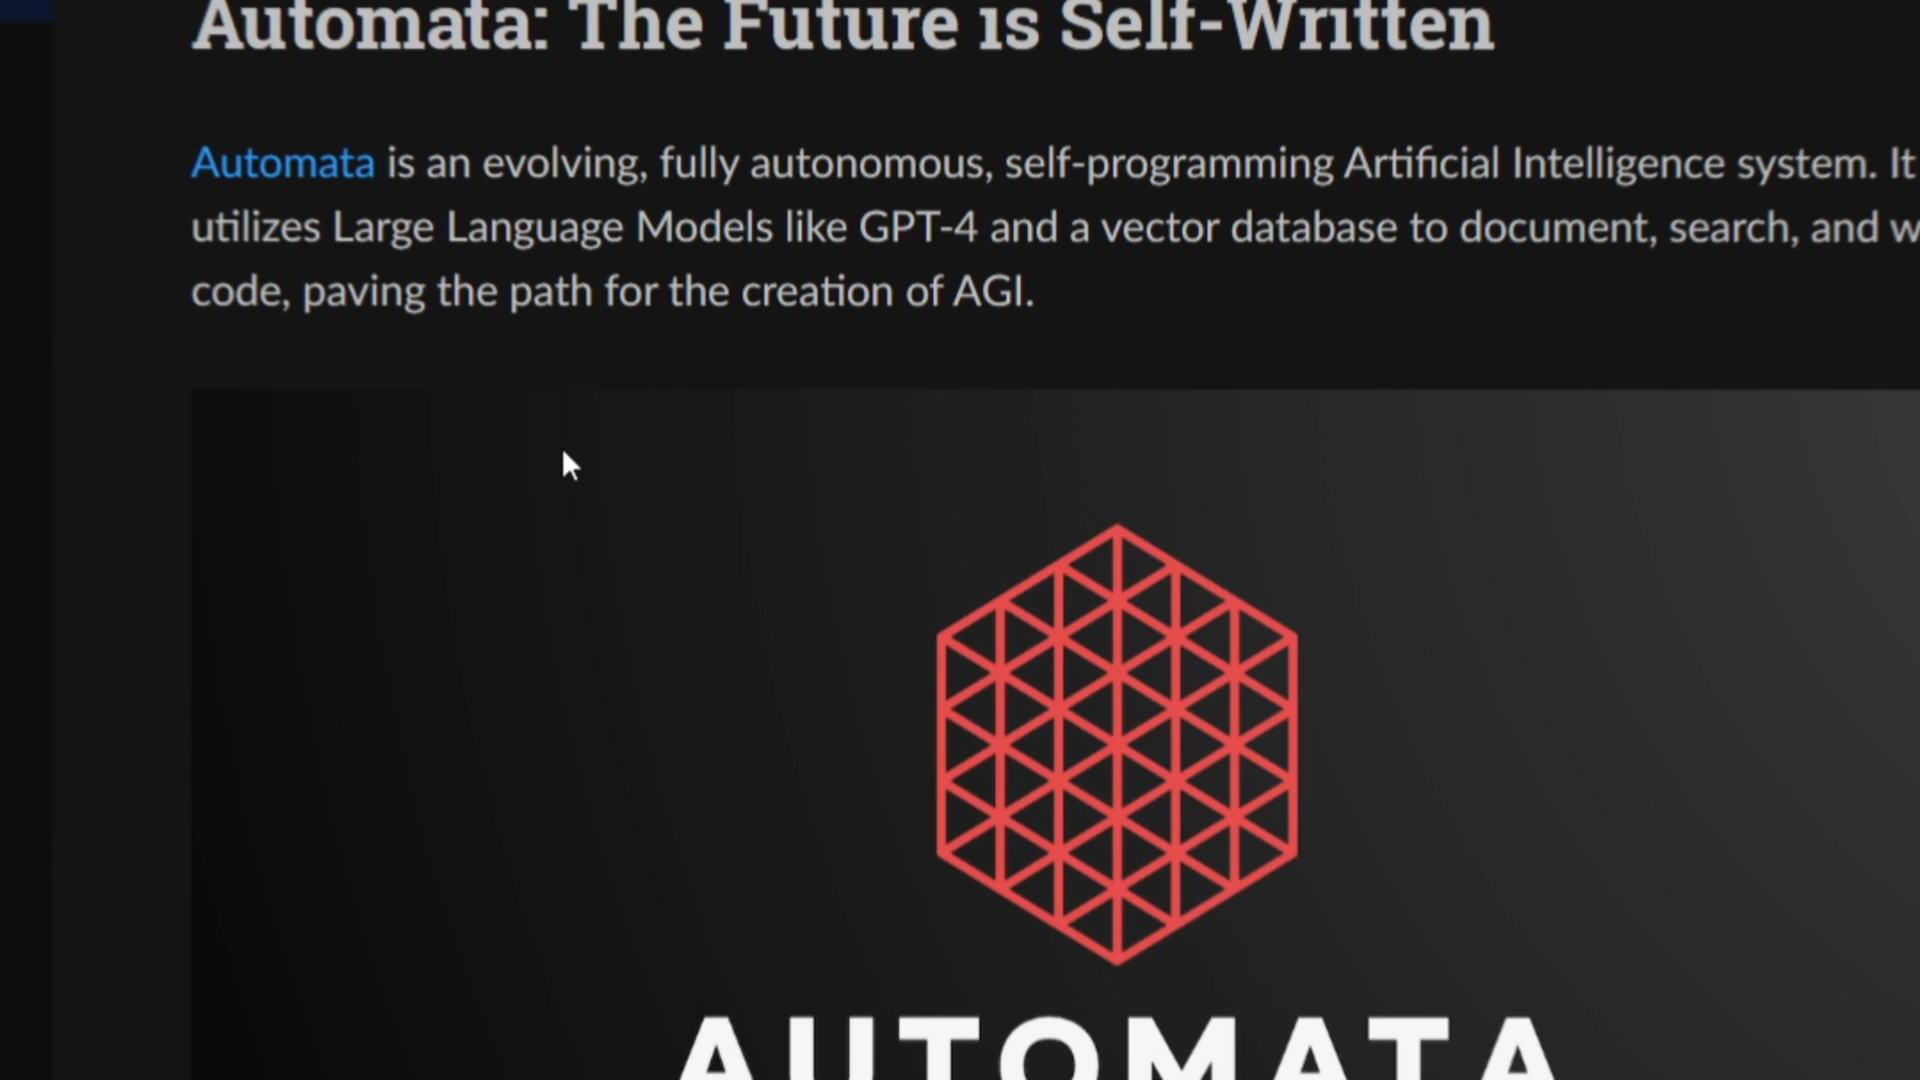 Automata: The Future is Self-Written
Automata is an evolving, fully autonomous, self-programming Artificial Intelligence system. It
utilizes Large Language Models like GPT-4 and a vector database to document, search, and w
code, paving the path for the creation of AGI.
AUTOMATA